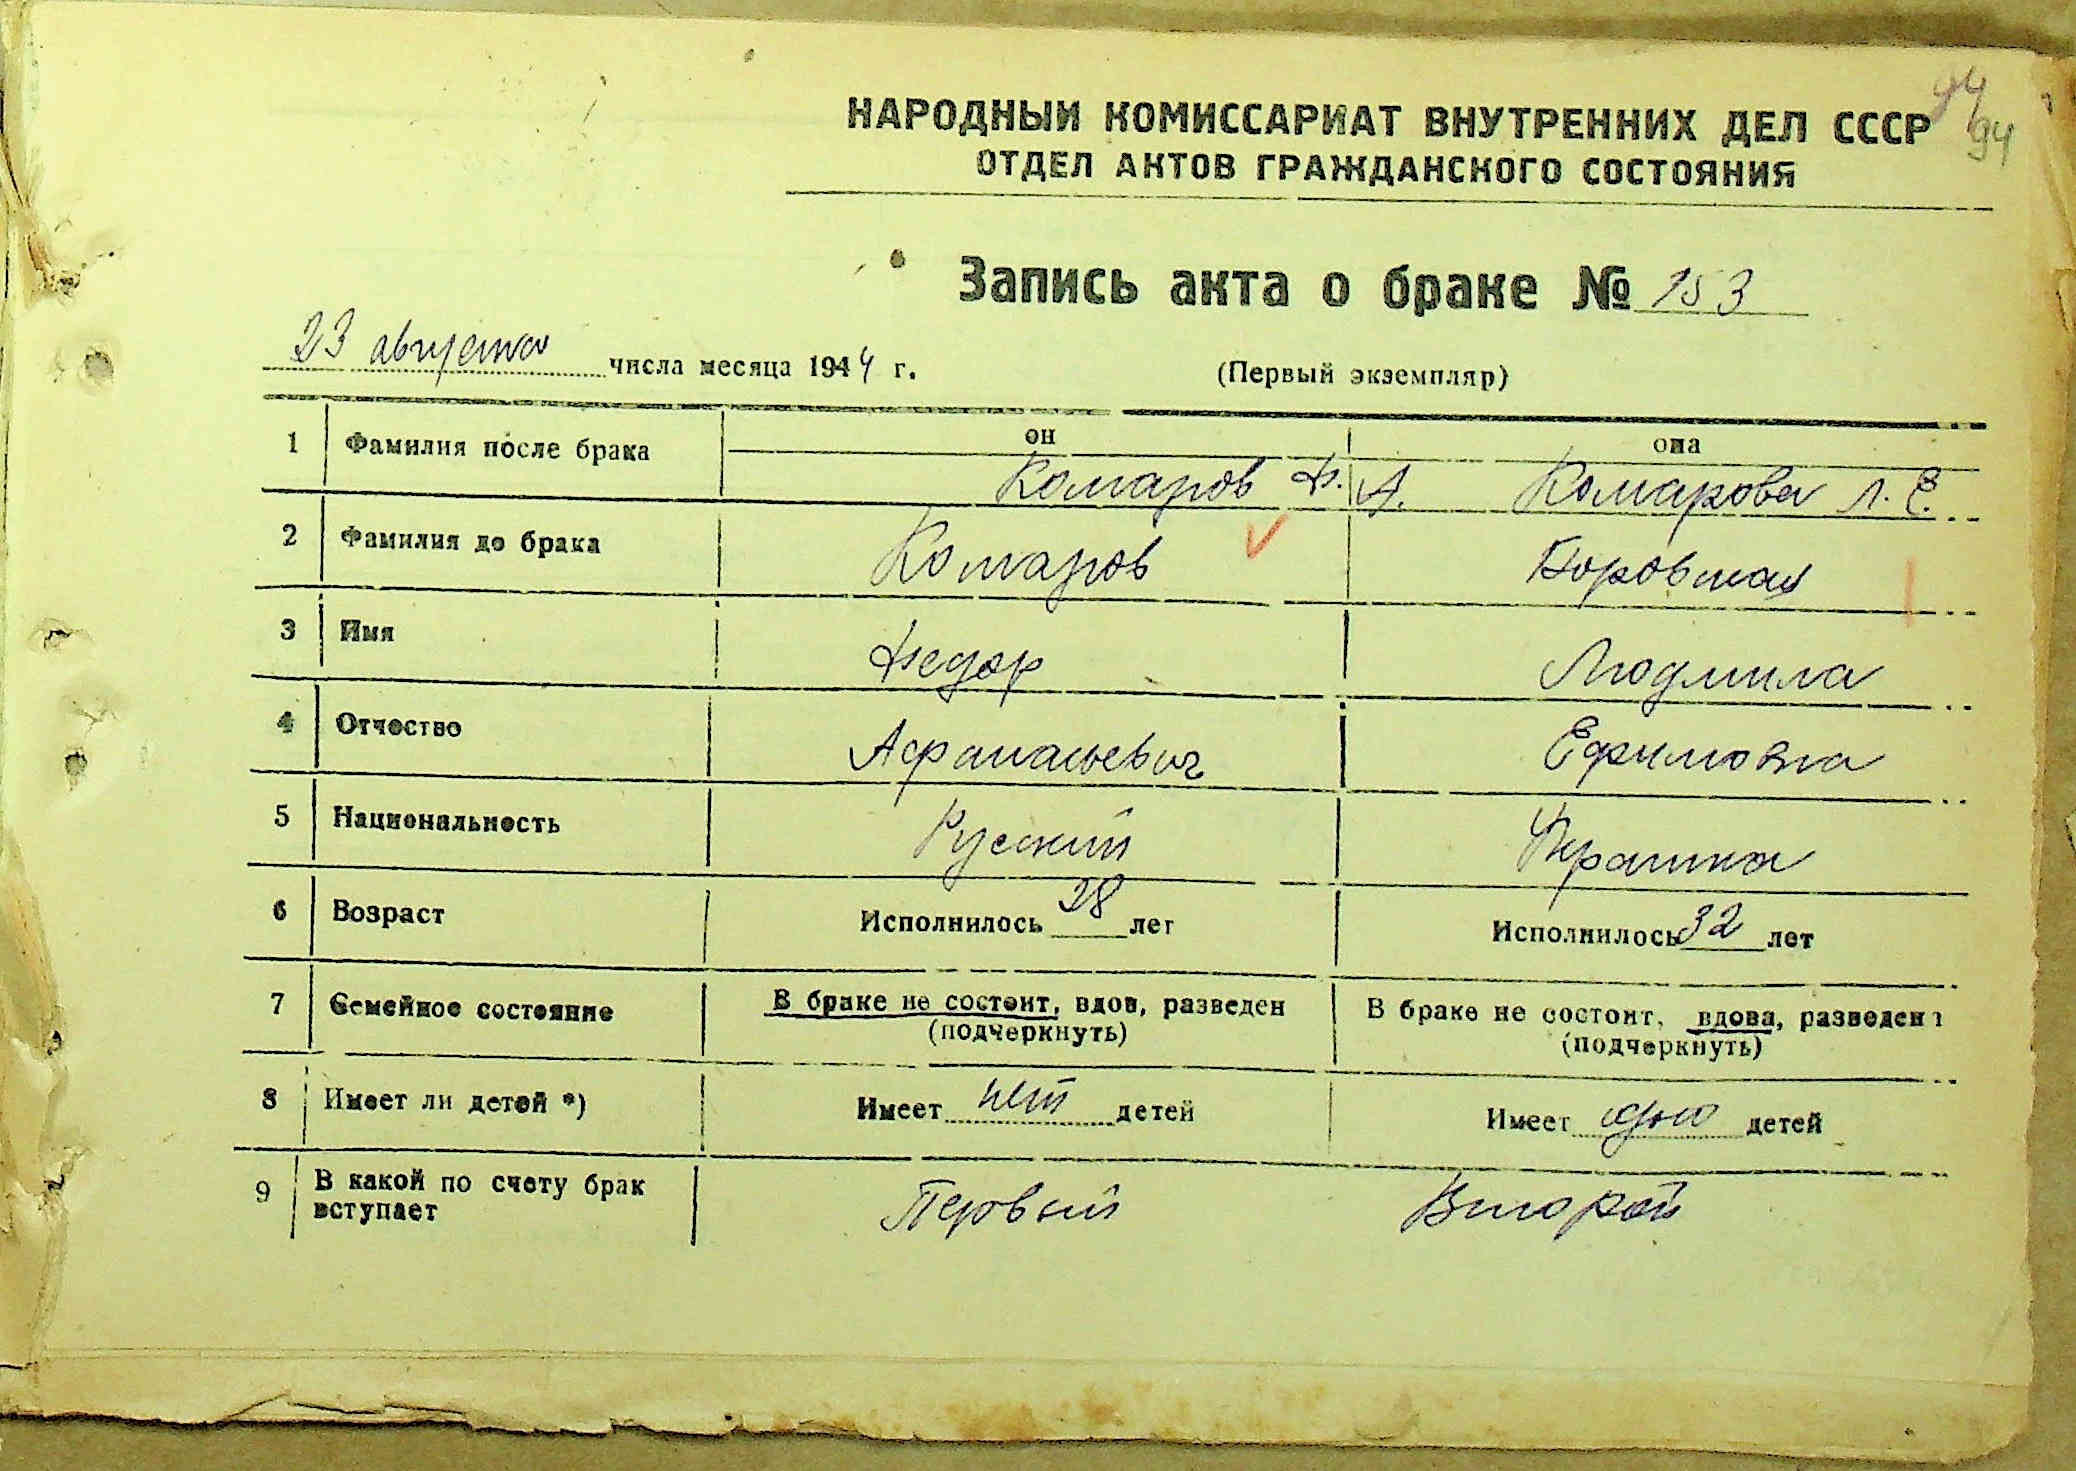 94
94
НАРОДНЫЙ КОМИССАРИАТ ВНУТРЕННИХ ДЕЛ СССР
ОТДЕЛ АКТОВ ГРАЖДАНСКОГО СОСТОЯНИЯ
Запись акта о браке № 153
23 августа числа месяца 1944 г.
(Первый экземпляр)
он она
1 Фамилия после брака Комаров Ф. А. Комарова Л. Е.
2 Фамилия до брака Комаров Боровская
3 Имя Федор Людмила
4 Отчество Афанасьевич Ефимовна
5 Национальность Руский Украинка
6 Возраст Исполнилось 28 лет Исполнилось 32 лет
7 Семейное состояние В браке не состоит, вдов, разведен В браке не состоит, вдова, разведена
(подчеркнуть) (подчеркнуть)
8 Имеет ли детей *) Имеет нет детей Имеет одно детей
9 В какой по счету брак вступает Первый Второй